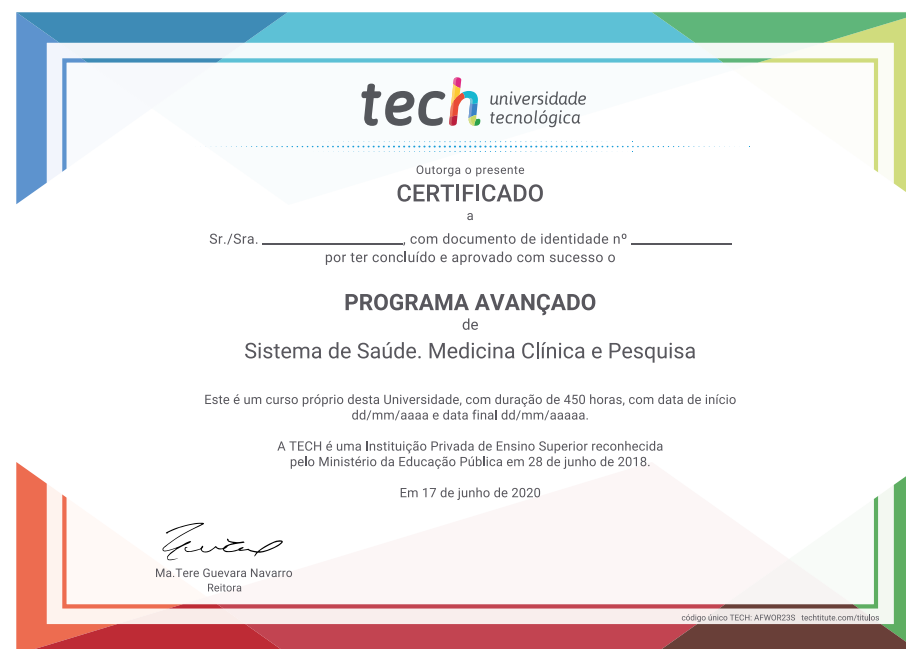 tech universidade
tecnológica
Outorga o presente
CERTIFICADO
a
Sr./Sra. ____________, com documento de identidade nº ____________
por ter concluído e aprovado com sucesso o
PROGRAMA AVANÇADO
de
Sistema de Saúde. Medicina Clínica e Pesquisa
Este é um curso próprio desta Universidade, com duração de 450 horas, com data de início
dd/mm/aaaa e data final dd/mm/aaaaa.
A TECH é uma Instituição Privada de Ensino Superior reconhecida
pelo Ministério da Educação Pública em 28 de junho de 2018.
Em 17 de junho de 2020
Ma.Tere Guevara Navarro
Reitora
código único TECH: AFWOR23S techtitute.com/titulos